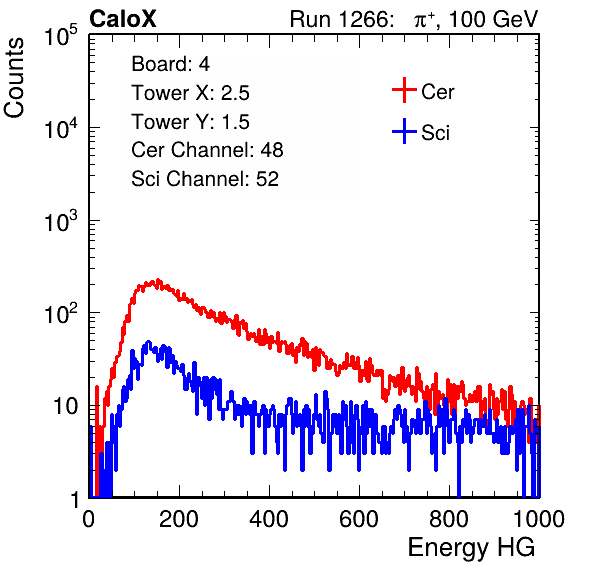 CaloX Run 1266: π⁺, 100 GeV
Board: 4
Tower X: 2.5
Tower Y: 1.5
Cer Channel: 48
Sci Channel: 52
Cer
Sci
Counts
10⁵
10⁴
10³
10²
10
1
0 200 400 600 800 1000
Energy HG